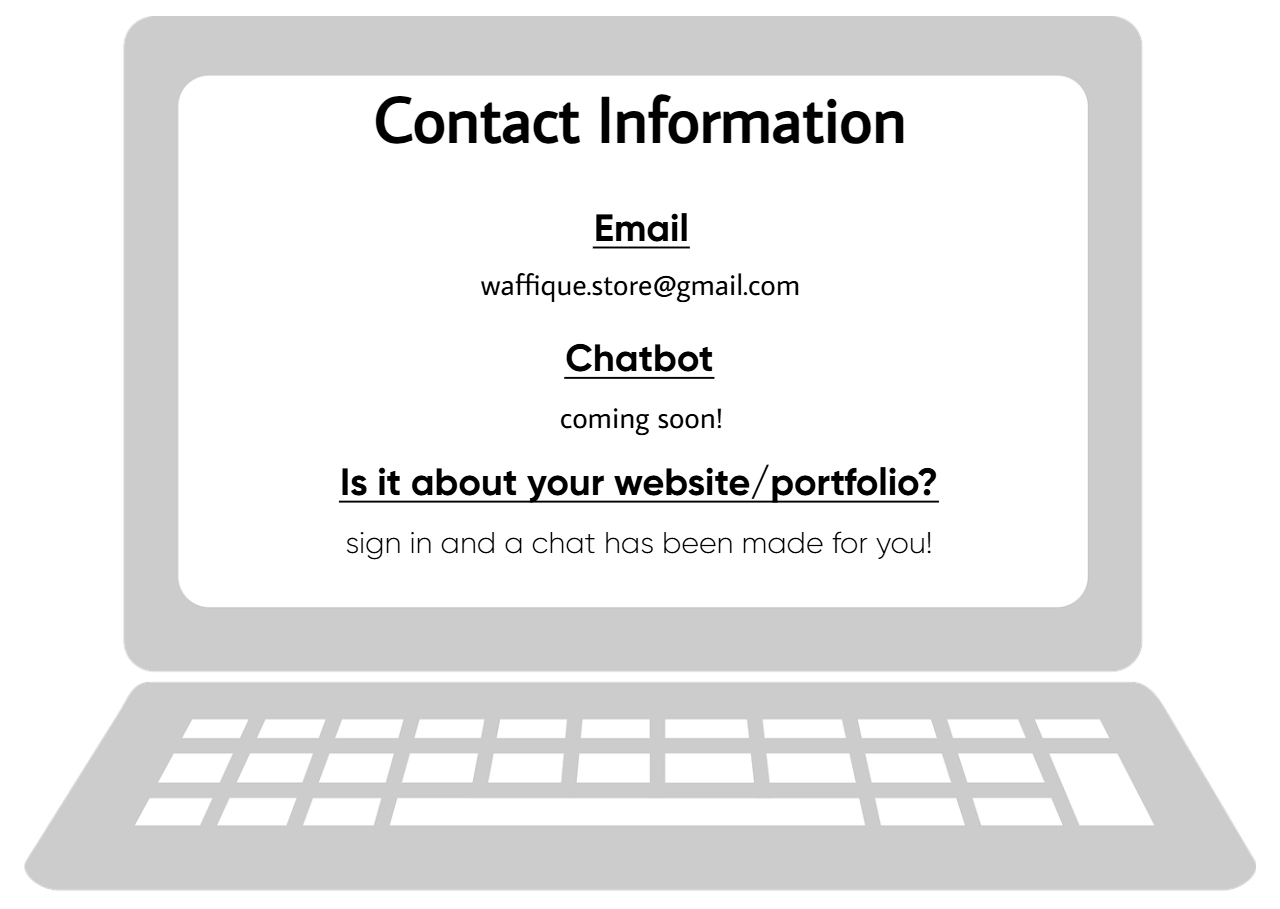 Contact Information
Email
waffique.store@gmail.com
Chatbot
coming soon!
Is it about your website/portfolio?
sign in and a chat has been made for you!